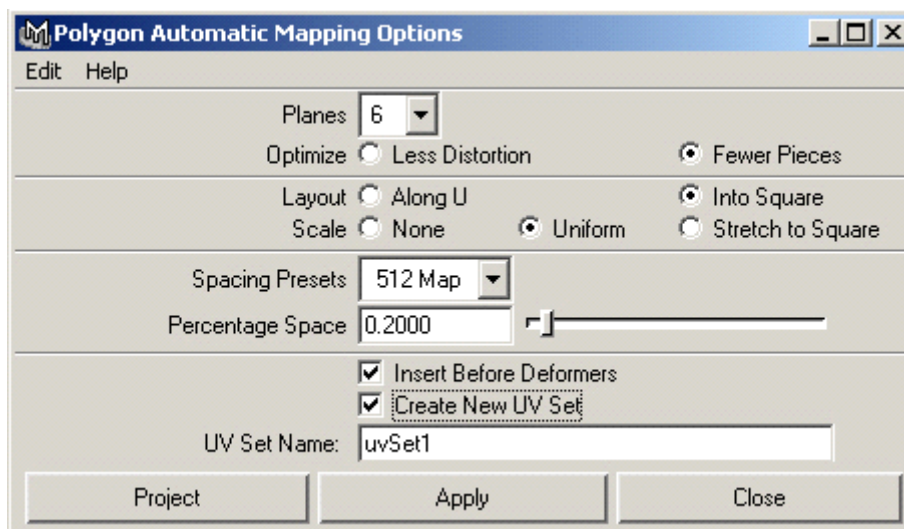 Polygon Automatic Mapping Options
Edit Help
Planes 6
Optimize Less Distortion Fewer Pieces
Layout Along U Into Square
Scale None Uniform Stretch to Square
Spacing Presets 512 Map
Percentage Space 0.2000
Insert Before Deformers
Create New UV Set
UV Set Name: uvSet1
Project Apply Close